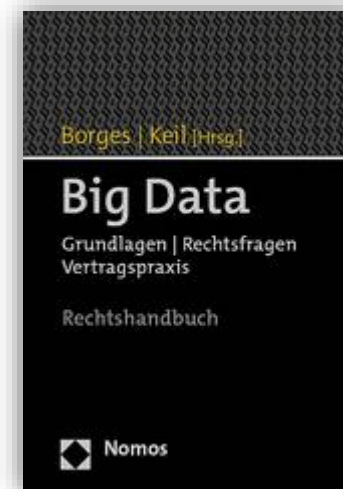 Borges | Keil [Hrsg.]
Big Data
Grundlagen | Rechtsfragen
Vertragspraxis
Rechtshandbuch
Nomos